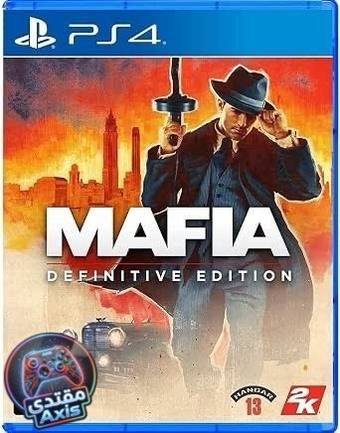 PS4
MAFIA
DEFINITIVE EDITION
HANGAR
13
2K
مقتدى
Axis